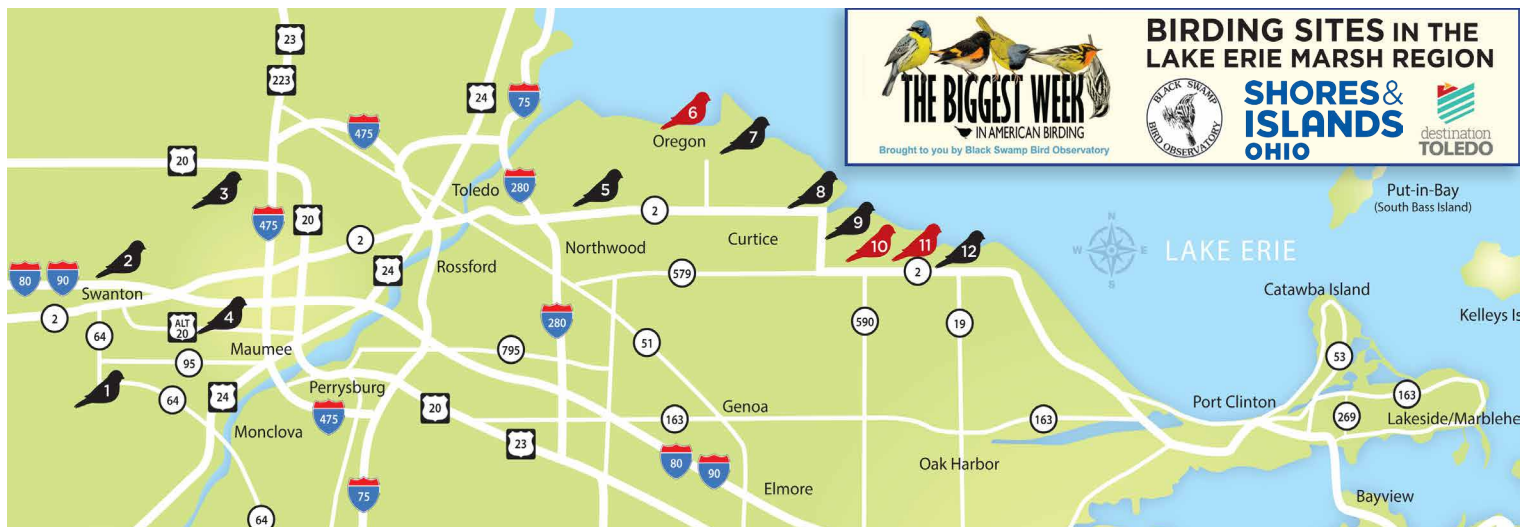 BIRDING SITES IN THE
LAKE ERIE MARSH REGION
THE BIGGEST WEEK
IN AMERICAN BIRDING
Brought to you by Black Swamp Bird Observatory
BLACK SWAMP
BIRD OBSERVATORY
SHORES &
ISLANDS
OHIO
destination
TOLEDO
23
223
24
75
475
6
Oregon
7
20
3
Toledo
280
5
8
Put-in-Bay
(South Bass Island)
475
20
2
2
Northwood
Curtice
9
10
11
12
N
W
E
S
LAKE ERIE
2
80
90
Swanton
24
Rossford
579
2
Catawba Island
2
64
ALT
20
4
Maumee
280
51
590
19
Kelleys Is
95
795
53
1
64
24
Perrysburg
475
20
Genoa
163
163
Port Clinton
163
269
Lakeside/Marblehe
Monclova
23
80
90
Oak Harbor
75
Elmore
Bayview
64